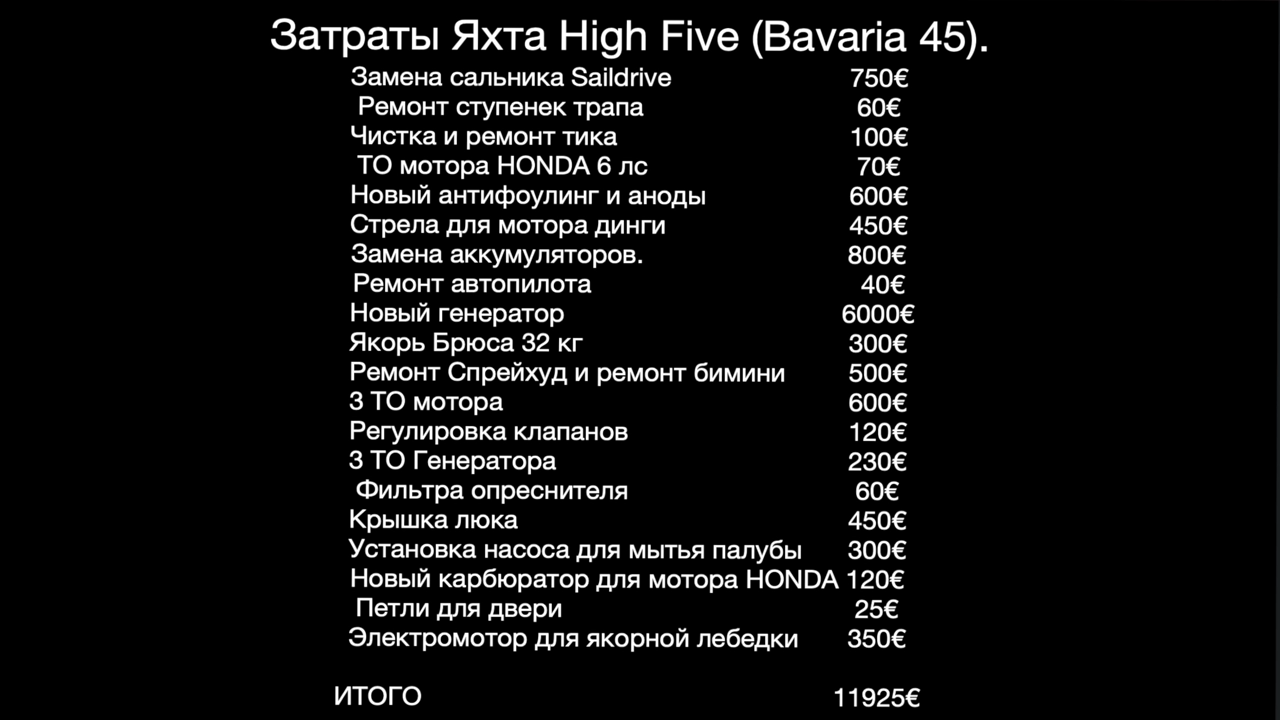 Затраты Яхта High Five (Bavaria 45).
Замена сальника Saildrive 750€
Ремонт ступенек трапа 60€
Чистка и ремонт тика 100€
ТО мотора HONDA 6 лс 70€
Новый антифоулинг и аноды 600€
Стрела для мотора динги 450€
Замена аккумуляторов. 800€
Ремонт автопилота 40€
Новый генератор 6000€
Якорь Брюса 32 кг 300€
Ремонт Спрейхуд и ремонт бимини 500€
3 ТО мотора 600€
Регулировка клапанов 120€
3 ТО Генератора 230€
Фильтра опреснителя 60€
Крышка люка 450€
Установка насоса для мытья палубы 300€
Новый карбюратор для мотора HONDA 120€
Петли для двери 25€
Электромотор для якорной лебедки 350€
ИТОГО 11925€